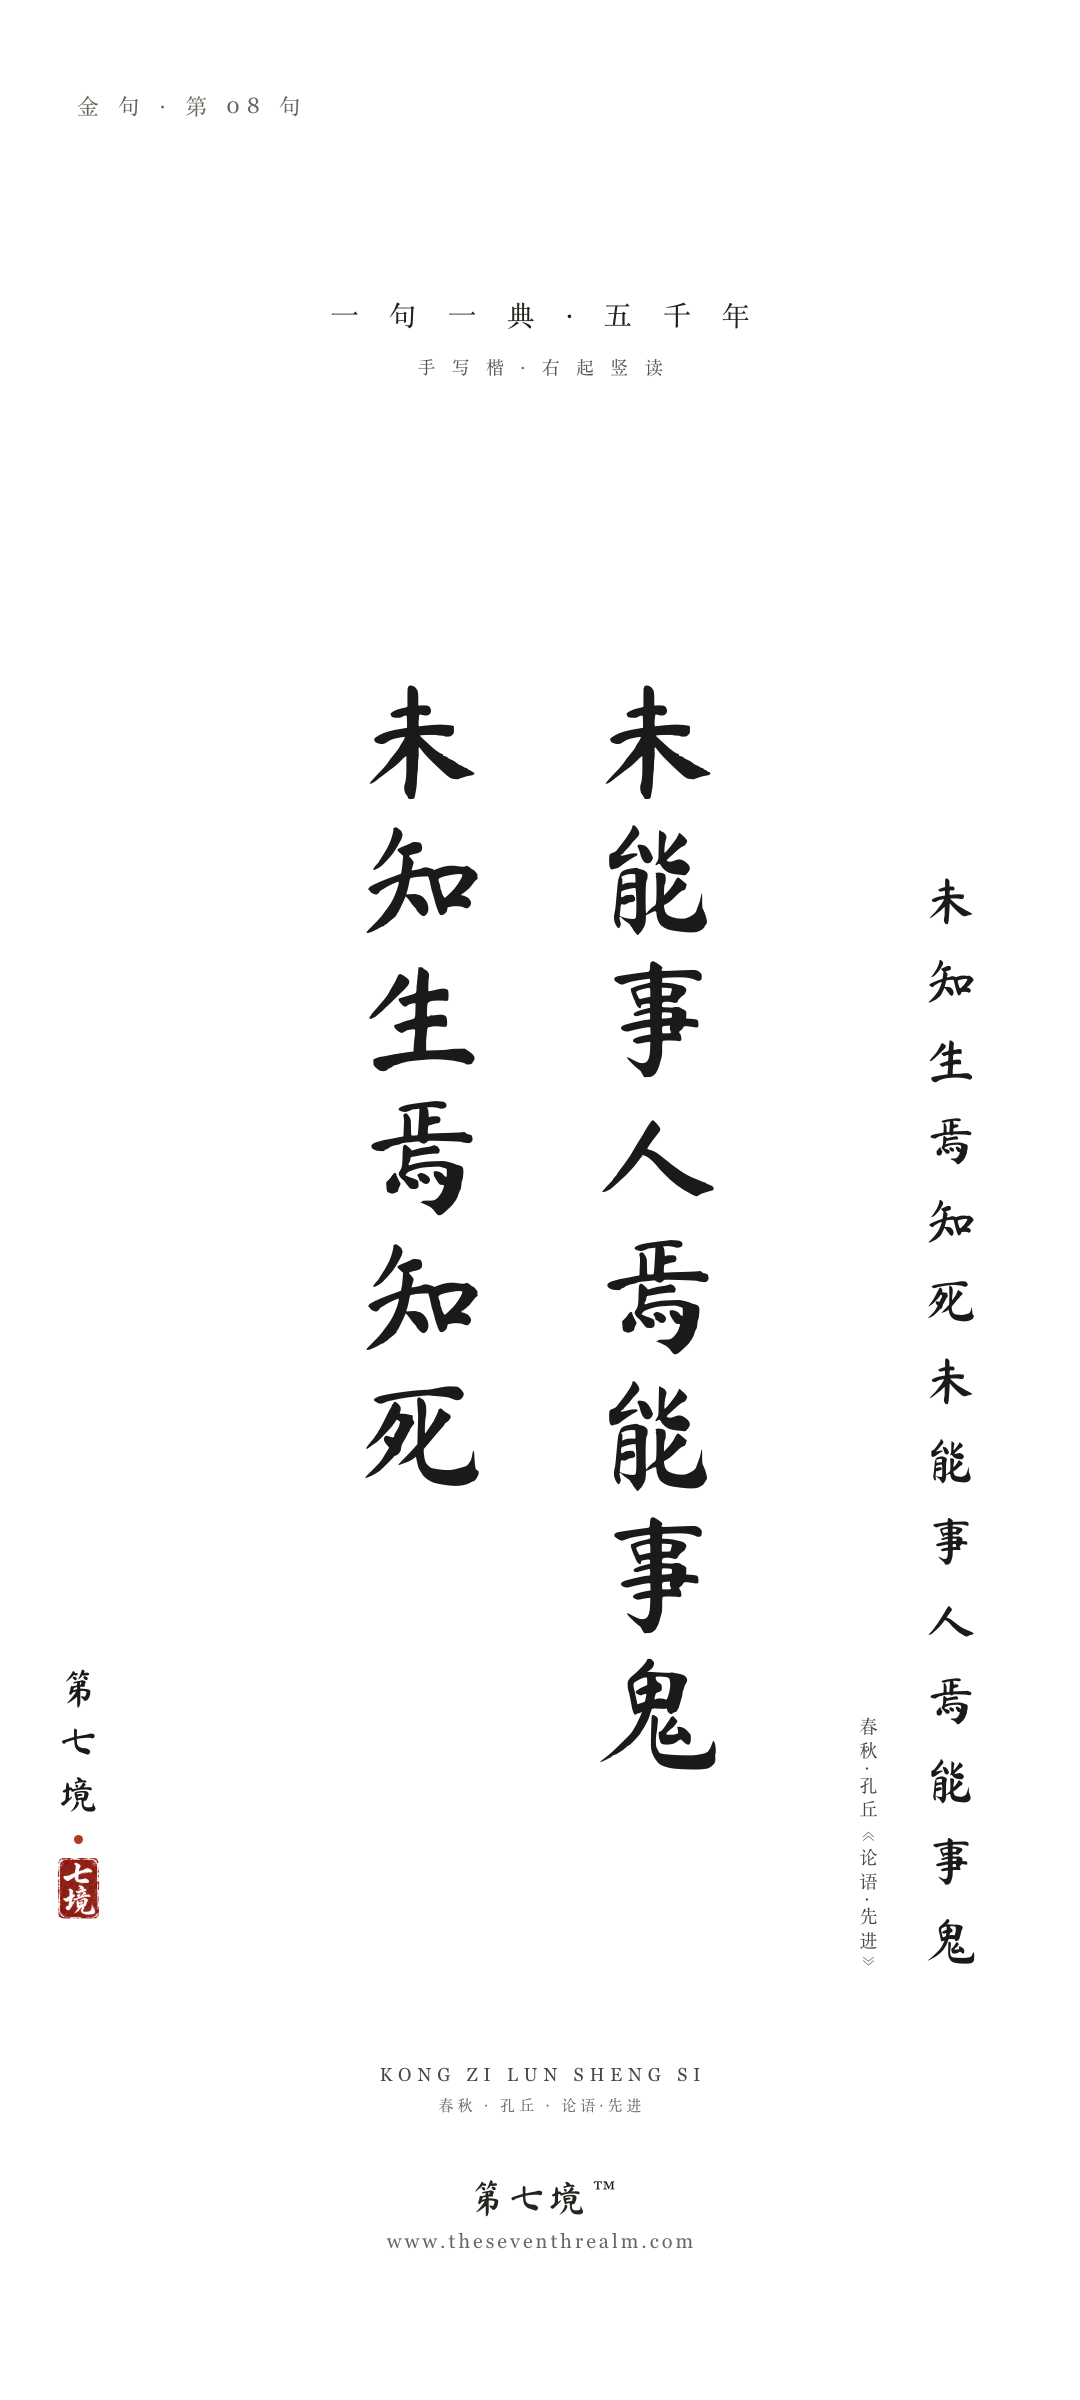 金句·第08句
一句一典·五千年
手写楷·右起竖读
未知生焉知死未能事人焉能事鬼
春秋·孔丘《论语·先进》
未能事人焉能事鬼
未知生焉知死
第七境
七境
KONG ZI LUN SHENG SI
春秋 · 孔丘 · 论语·先进
第七境™
www.theseventhrealm.com